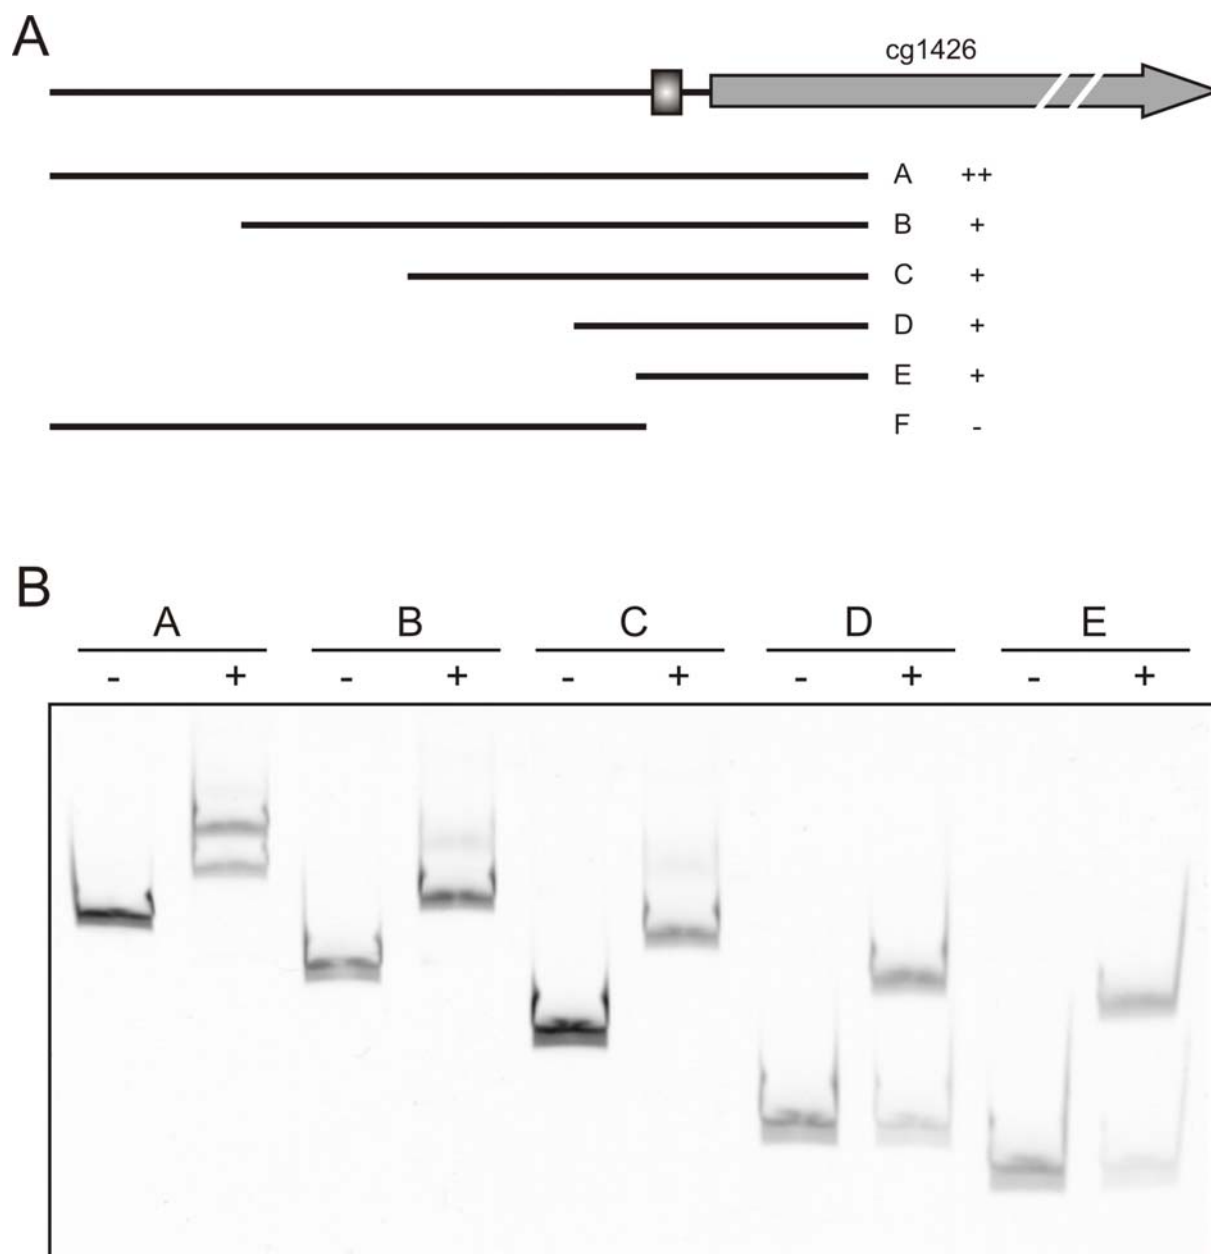 A
cg1426
A ++
B +
C +
D +
E +
F -
B
A B C D E
- + - + - + - + - +